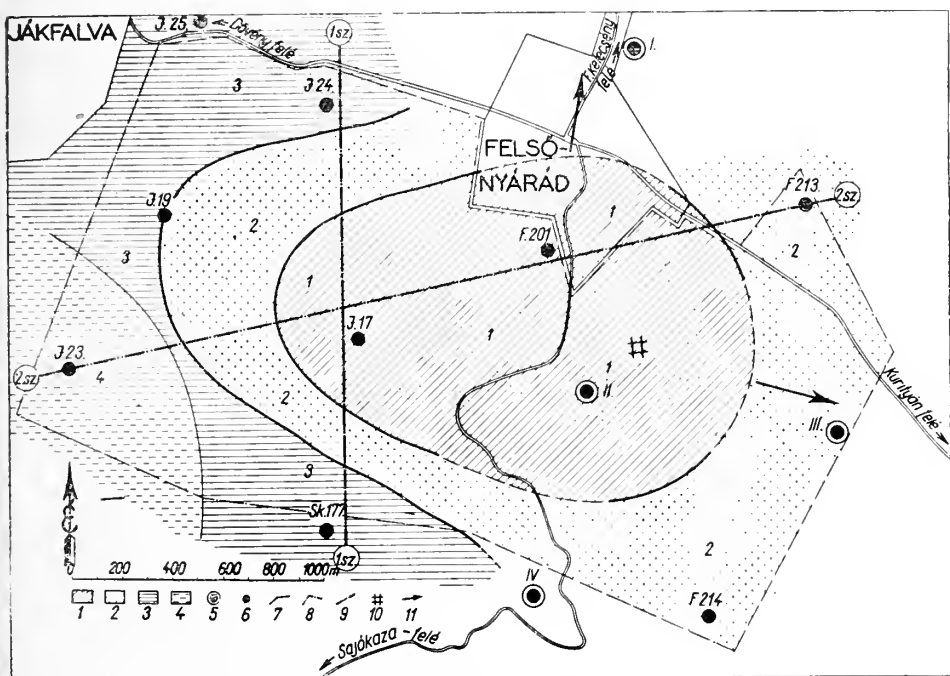 JÁKFALVA
J.25.
Dövény felé
1sz
F.kelecsény felé
I.
3
J.24.
FELSŐ-
NYÁRÁD
J.19
2
1
F.201
F.213.
2sz
2
3
1
J.17
1
J.23.
4
2sz
1
II.
2
Kurityán felé
III.
3
Sk.177.
1sz
2
200 400 600 800 1000m
IV
F.214
1 2 3 4 5 6 7 8 9 10 11
Sajókaza-felé